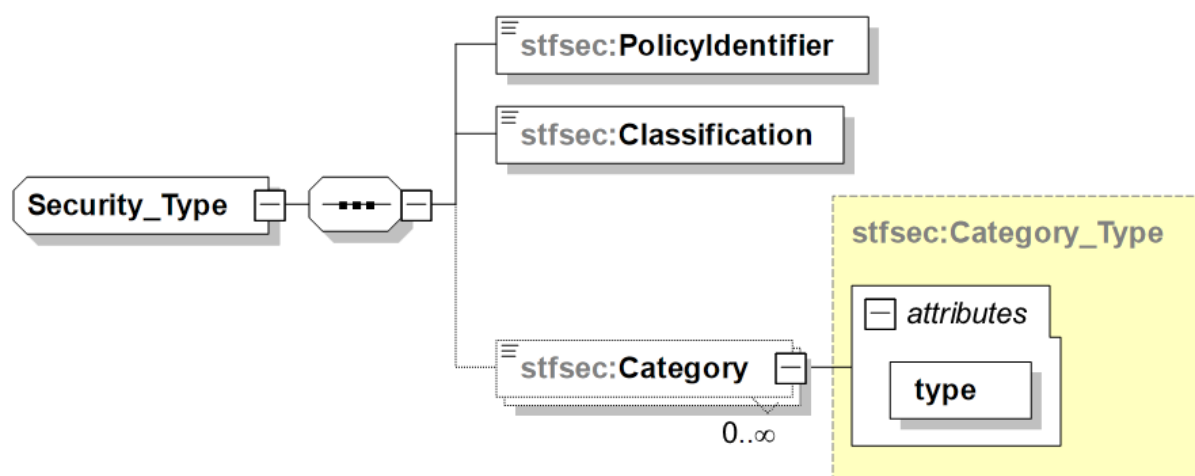 stfsec:PolicyIdentifier
stfsec:Classification
Security_Type
stfsec:Category_Type
attributes
stfsec:Category
type
0..∞